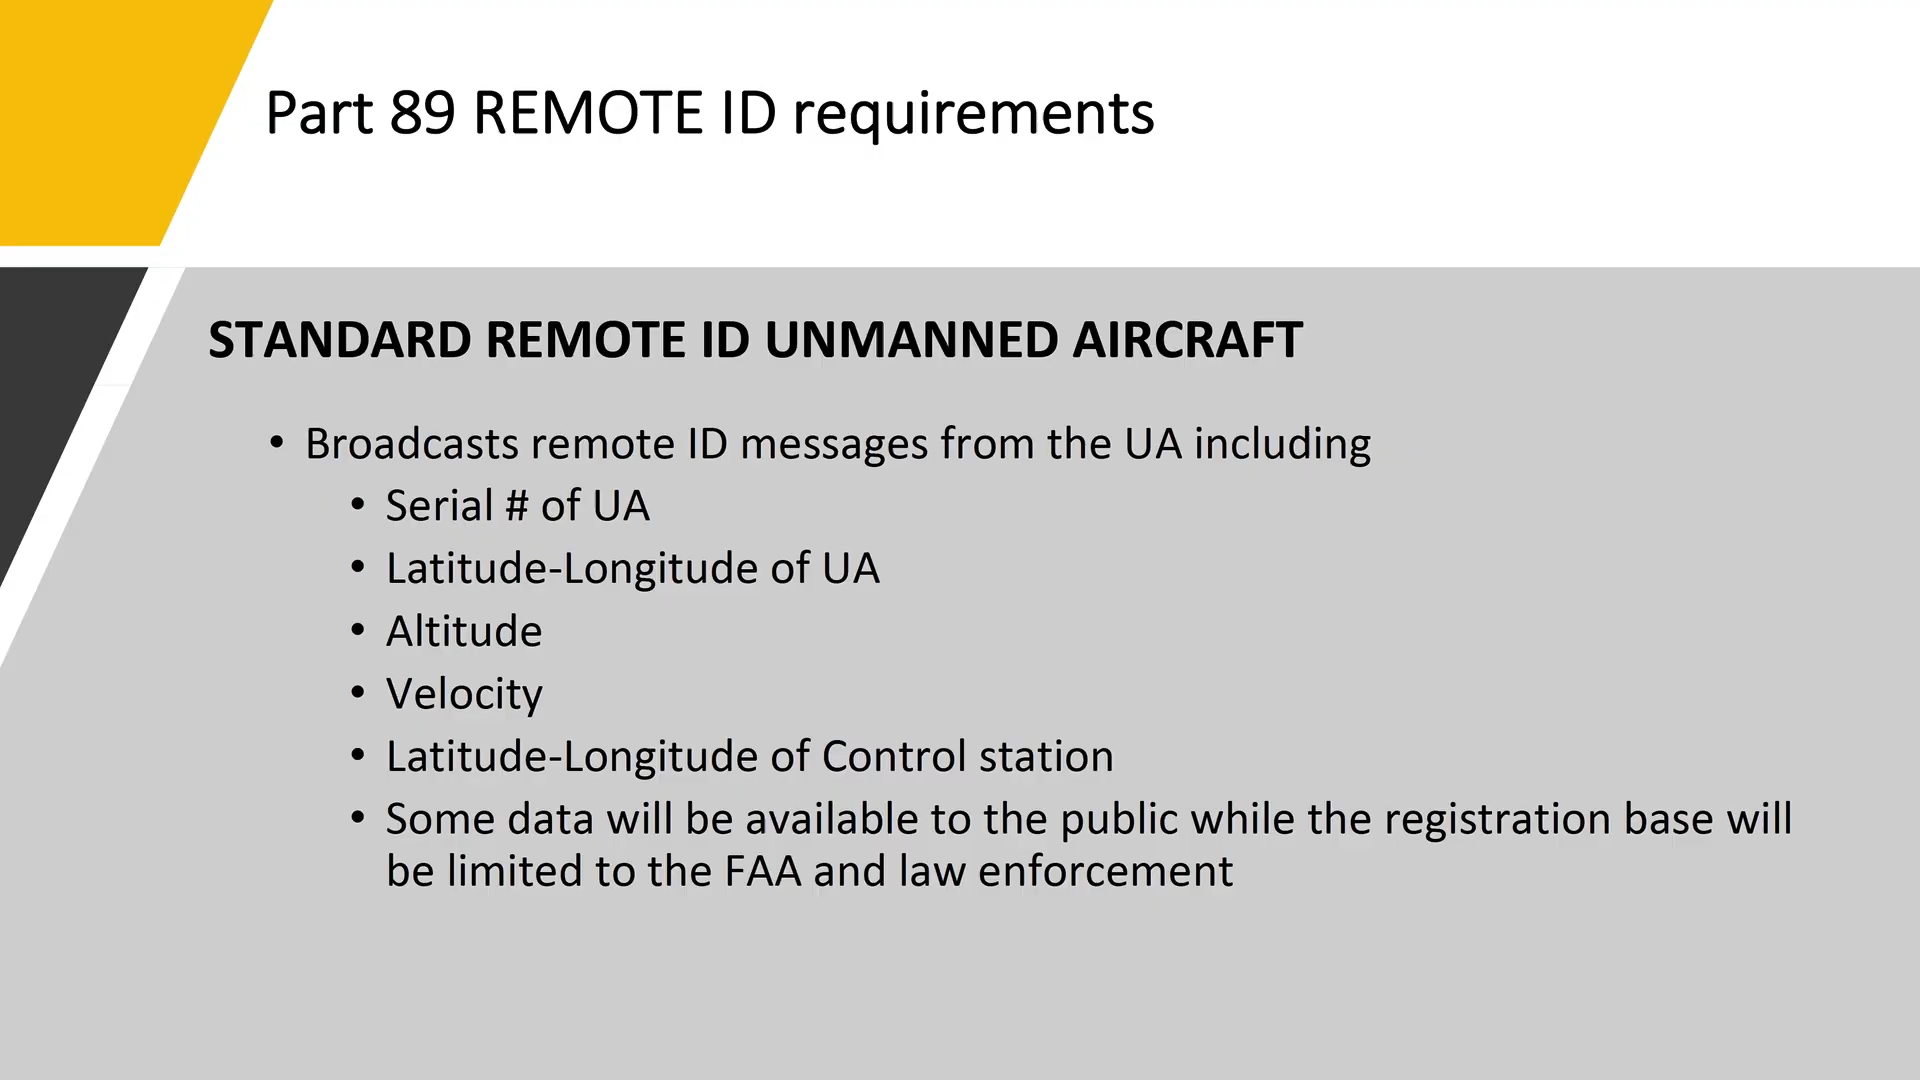 Part 89 REMOTE ID requirements
STANDARD REMOTE ID UNMANNED AIRCRAFT
• Broadcasts remote ID messages from the UA including
• Serial # of UA
• Latitude-Longitude of UA
• Altitude
• Velocity
• Latitude-Longitude of Control station
• Some data will be available to the public while the registration base will
be limited to the FAA and law enforcement